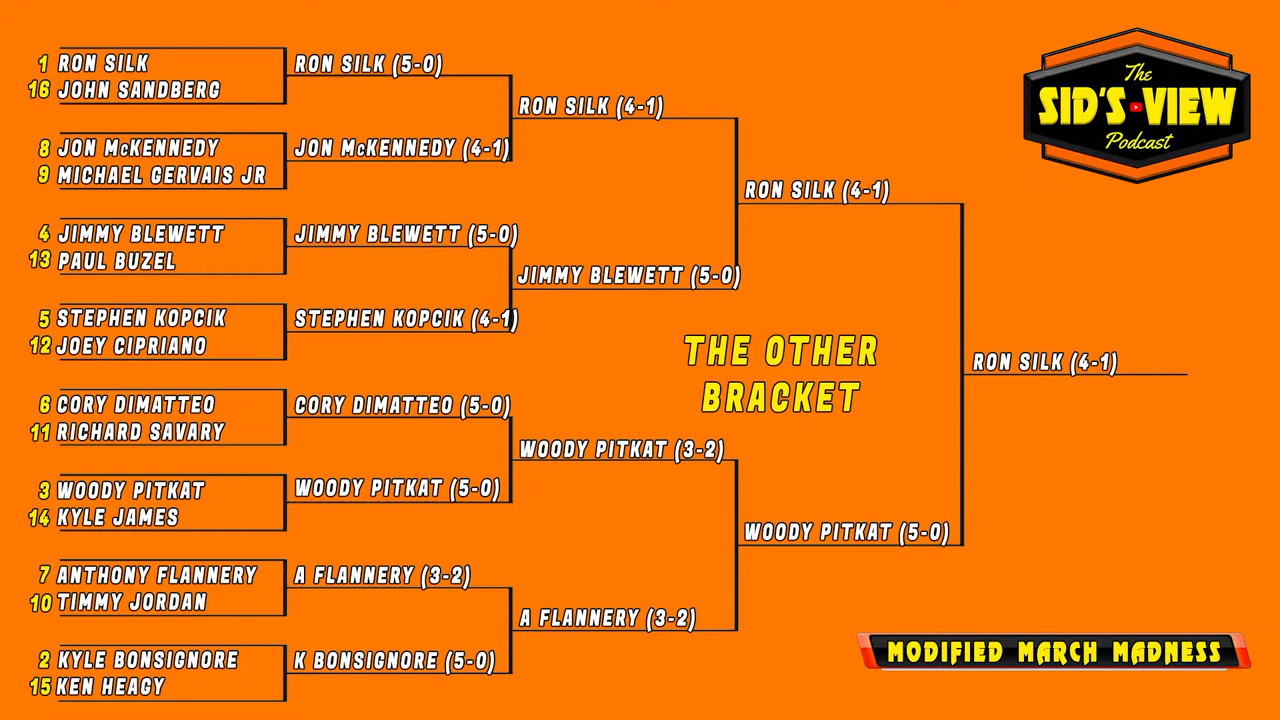 1 RON SILK
16 JOHN SANDBERG
8 JON McKENNEDY
9 MICHAEL GERVAIS JR
4 JIMMY BLEWETT
13 PAUL BUZEL
5 STEPHEN KOPCIK
12 JOEY CIPRIANO
6 CORY DIMATTEO
11 RICHARD SAVARY
3 WOODY PITKAT
14 KYLE JAMES
7 ANTHONY FLANNERY
10 TIMMY JORDAN
2 KYLE BONSIGNORE
15 KEN HEAGY
RON SILK (5-0)
JON McKENNEDY (4-1)
JIMMY BLEWETT (5-0)
STEPHEN KOPCIK (4-1)
CORY DIMATTEO (5-0)
WOODY PITKAT (5-0)
A FLANNERY (3-2)
K BONSIGNORE (5-0)
RON SILK (4-1)
JIMMY BLEWETT (5-0)
WOODY PITKAT (3-2)
A FLANNERY (3-2)
RON SILK (4-1)
WOODY PITKAT (5-0)
RON SILK (4-1)
THE OTHER
BRACKET
The
SID'S VIEW
Podcast
MODIFIED MARCH MADNESS